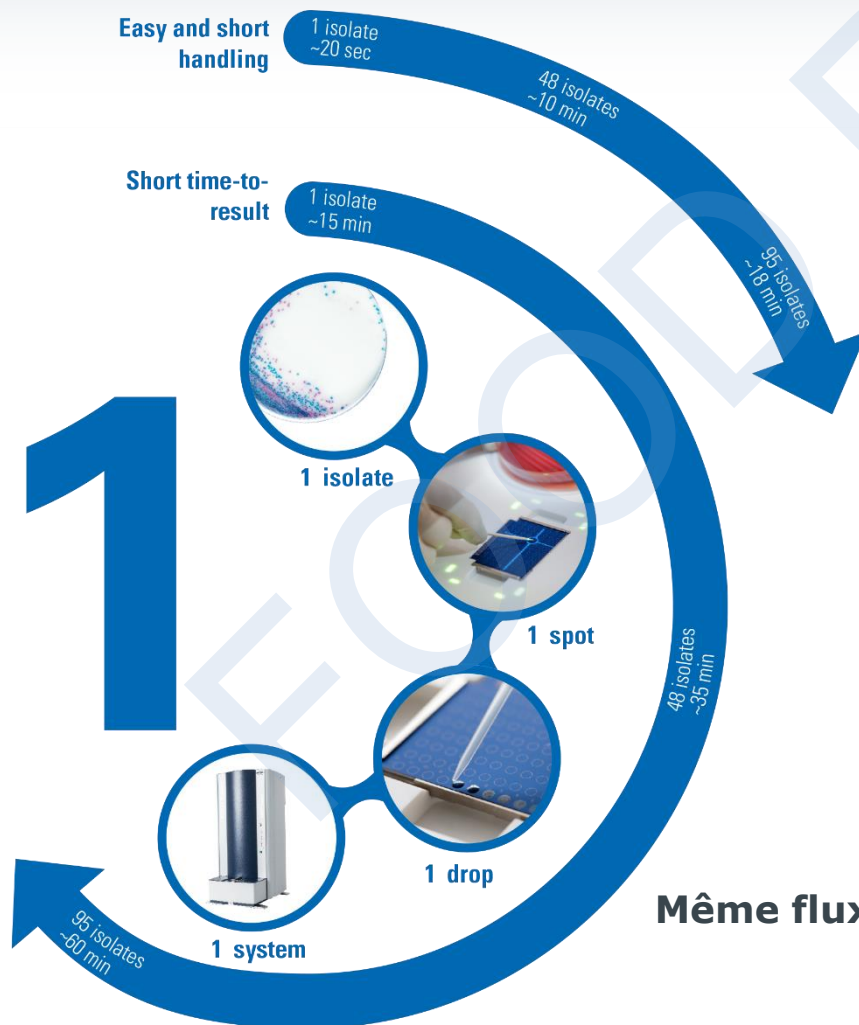 Easy and short
handling
1 isolate
~20 sec
48 isolates
~10 min
95 isolates
~18 min
Short time-to-
result
1 isolate
~15 min
48 isolates
~35 min
95 isolates
~60 min
1
1 isolate
1 spot
1 drop
1 system
Même flux
FOOD